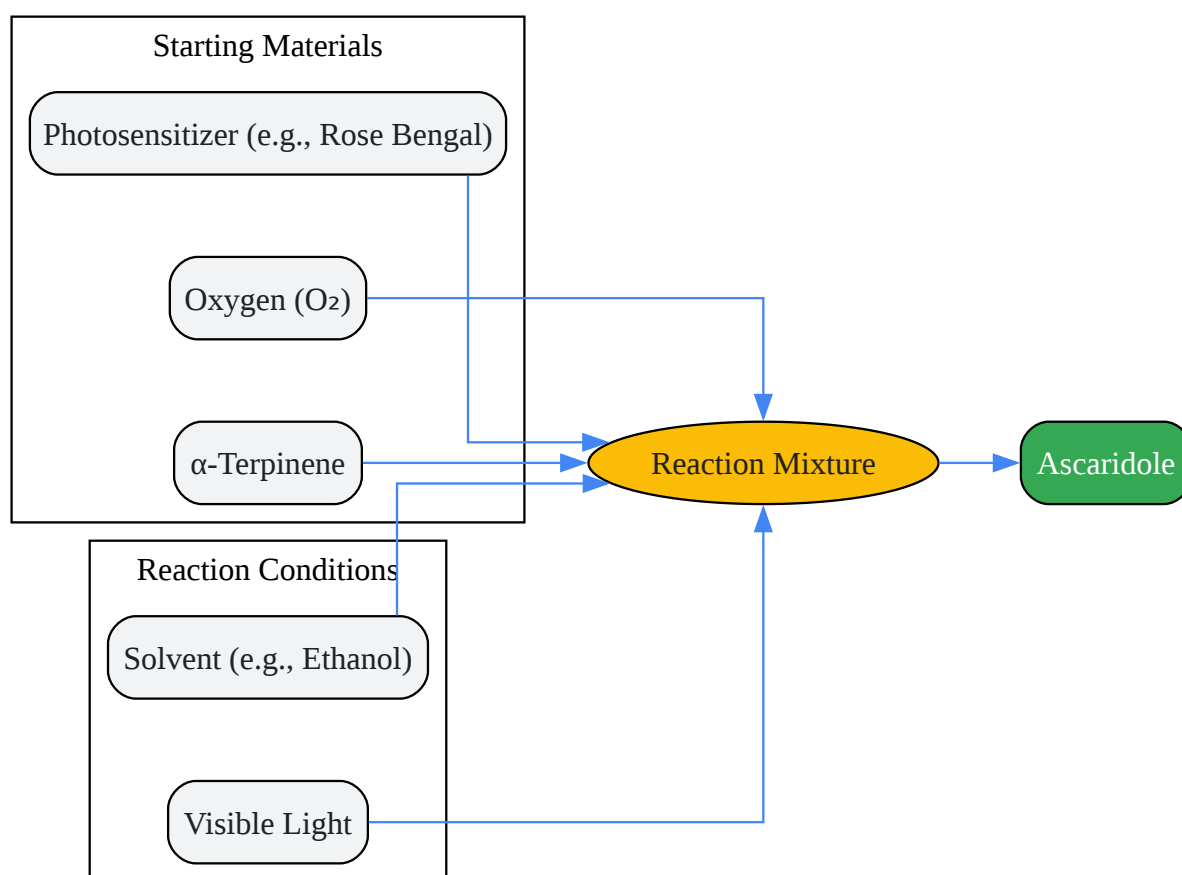 Starting Materials
Photosensitizer (e.g., Rose Bengal)
Oxygen (O₂)
α-Terpinene
Reaction Mixture
Ascaridole
Reaction Conditions
Solvent (e.g., Ethanol)
Visible Light